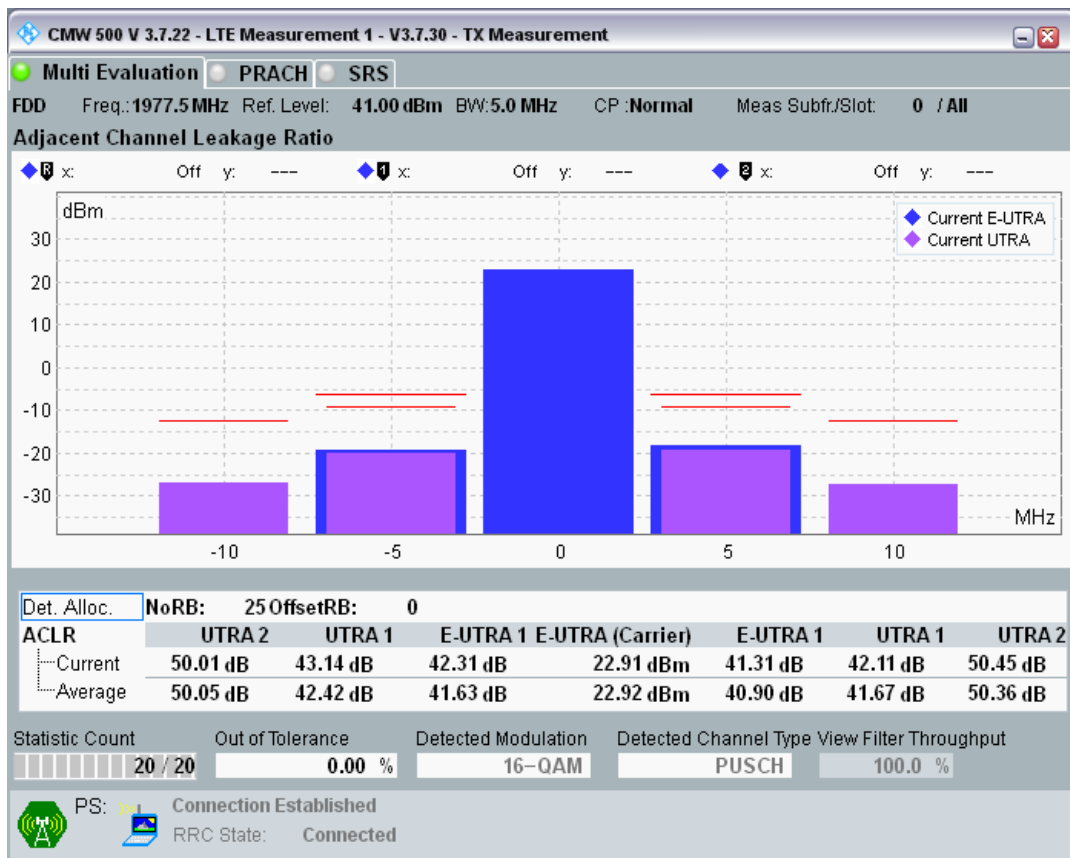 CMW 500 V 3.7.22 - LTE Measurement 1 - V3.7.30 - TX Measurement
Multi Evaluation PRACH SRS
FDD Freq.:1977.5 MHz Ref. Level: 41.00 dBm BW:5.0 MHz CP :Normal Meas Subfr./Slot: 0 / All
Adjacent Channel Leakage Ratio
R x: Off y: --- 1 x: Off y: --- 2 x: Off y: ---
dBm
Current E-UTRA
Current UTRA
30
20
10
0
-10
-20
-30
MHz
-10 -5 0 5 10
Det. Alloc. NoRB: 25 OffsetRB: 0
ACLR UTRA 2 UTRA 1 E-UTRA 1 E-UTRA (Carrier) E-UTRA 1 UTRA 1 UTRA 2
Current 50.01 dB 43.14 dB 42.31 dB 22.91 dBm 41.31 dB 42.11 dB 50.45 dB
Average 50.05 dB 42.42 dB 41.63 dB 22.92 dBm 40.90 dB 41.67 dB 50.36 dB
Statistic Count Out of Tolerance Detected Modulation Detected Channel Type View Filter Throughput
20 / 20 0.00 % 16-QAM PUSCH 100.0 %
PS: Connection Established
RRC State: Connected